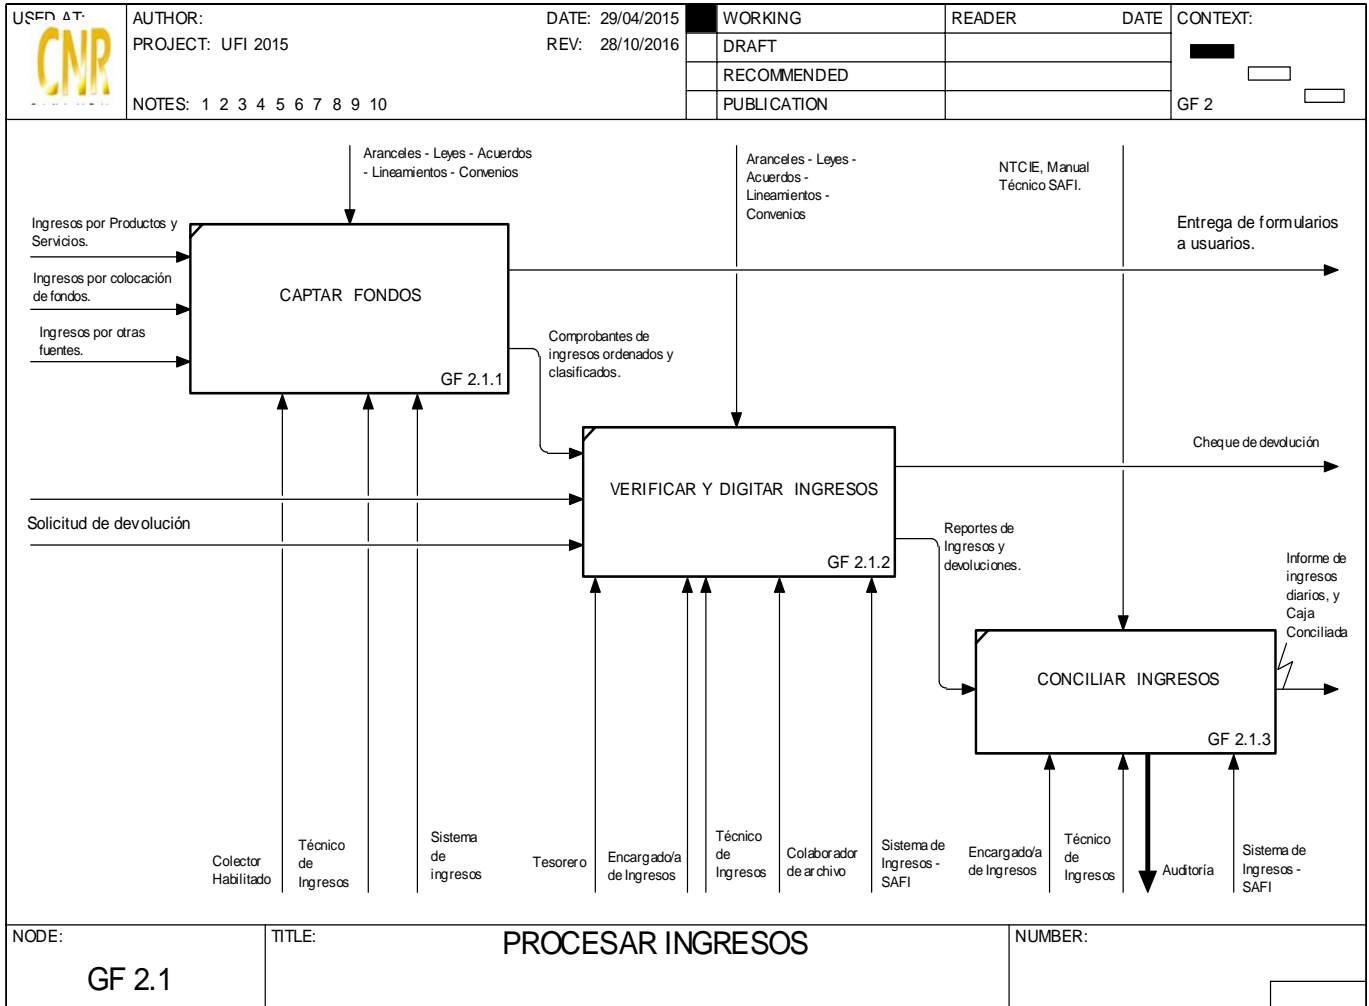 USED AT:
AUTHOR:
DATE: 29/04/2015
WORKING
READER
DATE
CONTEXT:
CNR
PROJECT: UFI 2015
REV: 28/10/2016
DRAFT
RECOMMENDED
NOTES: 1 2 3 4 5 6 7 8 9 10
PUBLICATION
GF 2
Aranceles - Leyes - Acuerdos
- Lineamientos - Convenios
Aranceles - Leyes -
Acuerdos -
Lineamientos -
Convenios
NTCIE, Manual
Técnico SAFI.
Ingresos por Productos y
Servicios.
Ingresos por colocación
de fondos.
Ingresos por otras
fuentes.
CAPTAR FONDOS
GF 2.1.1
Entrega de formularios
a usuarios.
Comprobantes de
ingresos ordenados y
clasificados.
Cheque de devolución
VERIFICAR Y DIGITAR INGRESOS
GF 2.1.2
Solicitud de devolución
Reportes de
Ingresos y
devoluciones.
Informe de
ingresos
diarios, y
Caja
Conciliada
CONCILIAR INGRESOS
GF 2.1.3
Colector
Habilitado
Técnico
de
Ingresos
Sistema
de
ingresos
Tesorero
Encargado/a
de Ingresos
Técnico
de
Ingresos
Colaborador
de archivo
Sistema de
Ingresos -
SAFI
Encargado/a
de Ingresos
Técnico
de
Ingresos
Auditoría
Sistema de
Ingresos -
SAFI
NODE:
GF 2.1
TITLE:
PROCESAR INGRESOS
NUMBER: